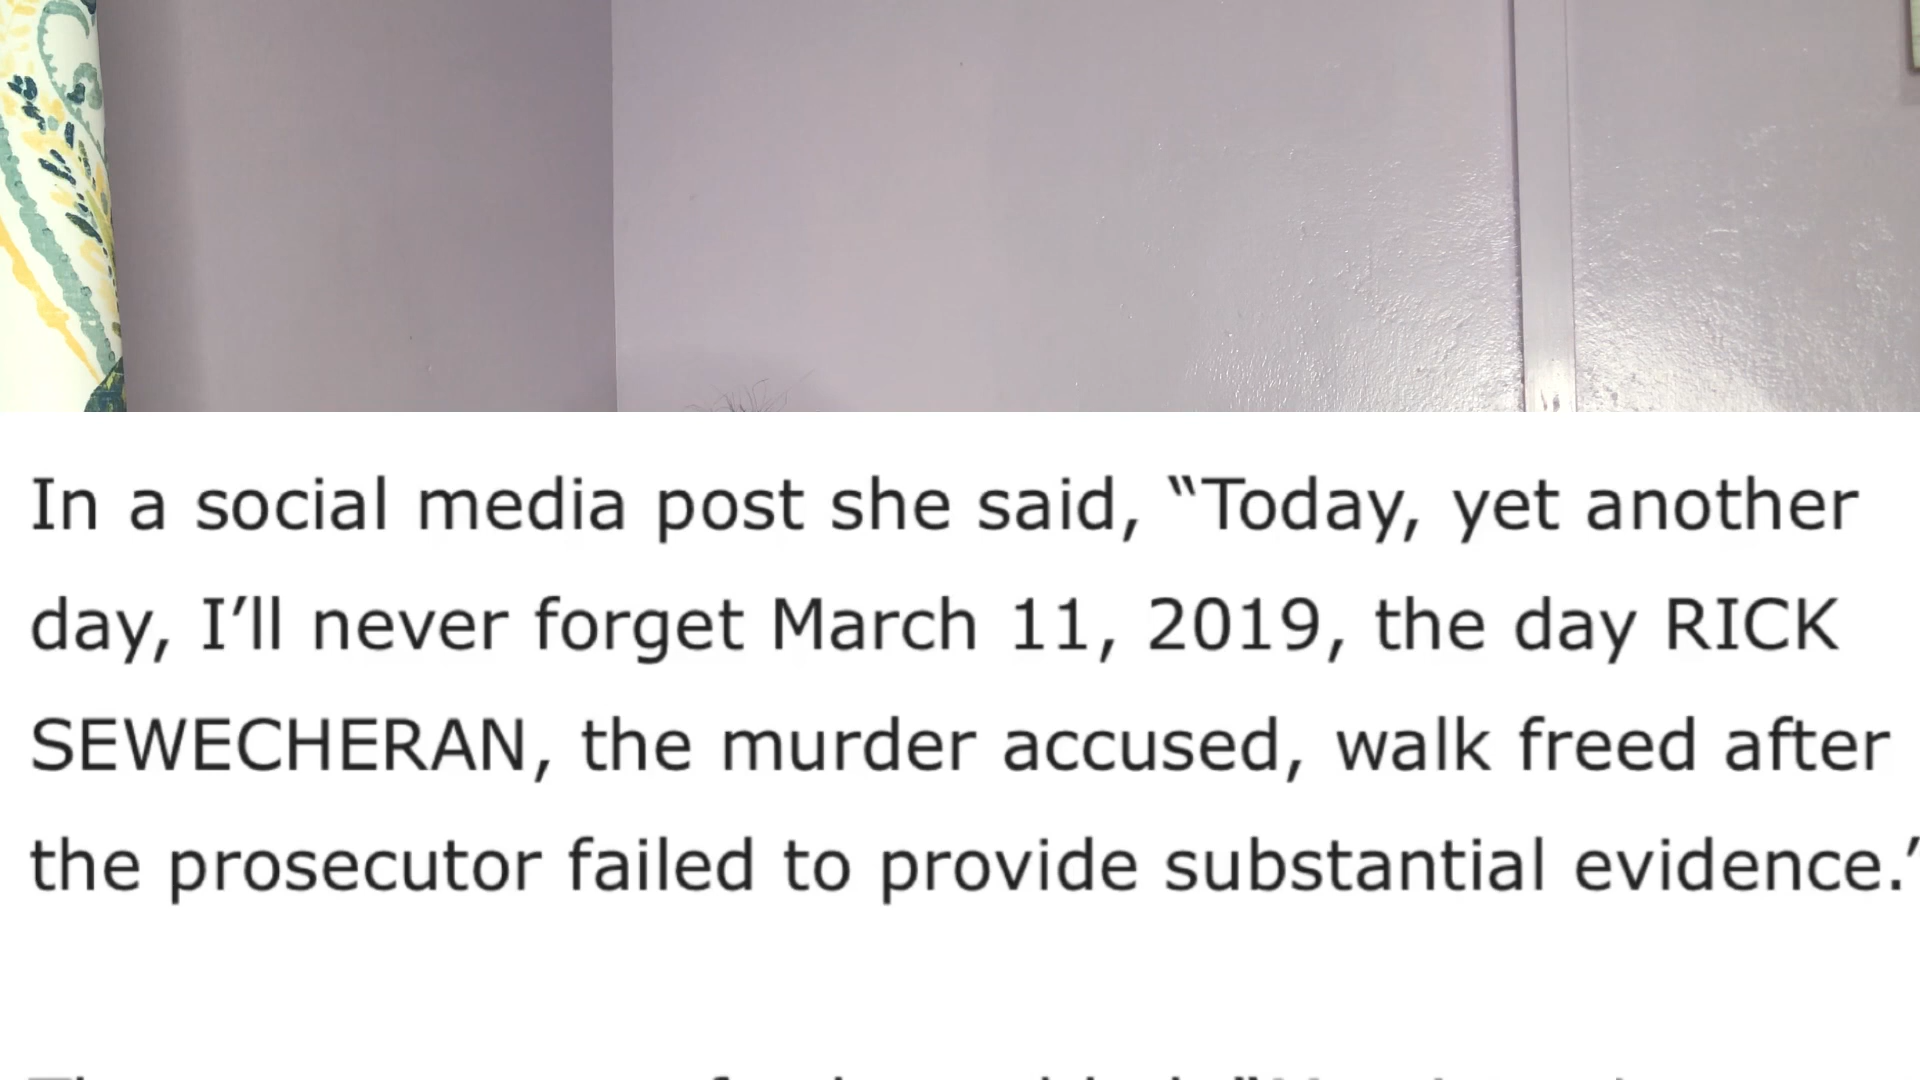 In a social media post she said, “Today, yet another
day, I’ll never forget March 11, 2019, the day RICK
SEWECHERAN, the murder accused, walk freed after
the prosecutor failed to provide substantial evidence.”